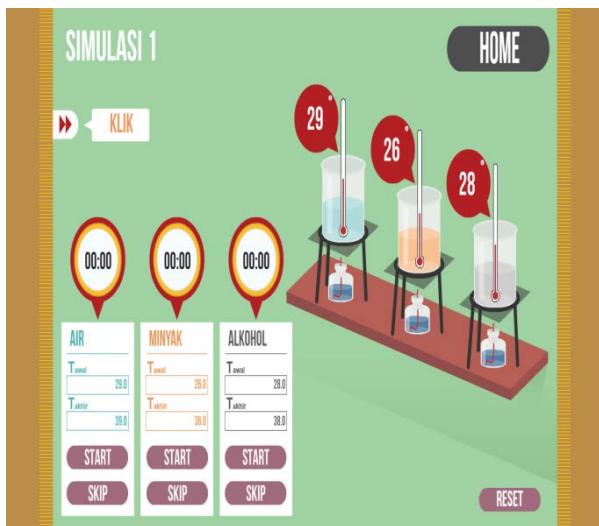 SIMULASI 1
HOME
KLIK
29°
26°
28°
00:00
00:00
00:00
AIR
T awal
29.0
T akhir
39.0
START
SKIP
MINYAK
T awal
26.0
T akhir
36.0
START
SKIP
ALKOHOL
T awal
28.0
T akhir
38.0
START
SKIP
RESET